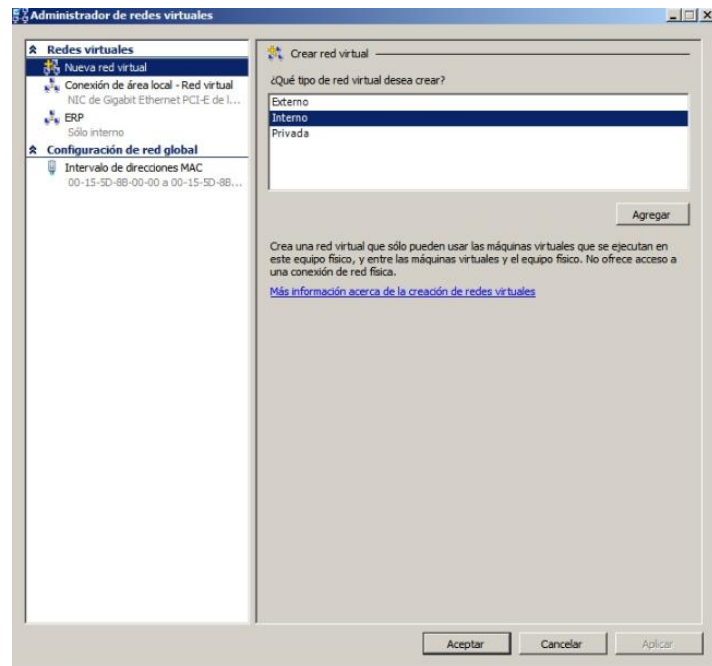 Administrador de redes virtuales
Redes virtuales
Nueva red virtual
Conexión de área local - Red virtual
NIC de Gigabit Ethernet PCI-E de l...
ERP
Sólo interno
Configuración de red global
Intervalo de direcciones MAC
00-15-5D-8B-00-00 a 00-15-5D-8B...
Crear red virtual
¿Qué tipo de red virtual desea crear?
Externo
Interno
Privada
Agregar
Crea una red virtual que sólo pueden usar las máquinas virtuales que se ejecutan en
este equipo físico, y entre las máquinas virtuales y el equipo físico. No ofrece acceso a
una conexión de red física.
Más información acerca de la creación de redes virtuales
Aceptar
Cancelar
Aplicar